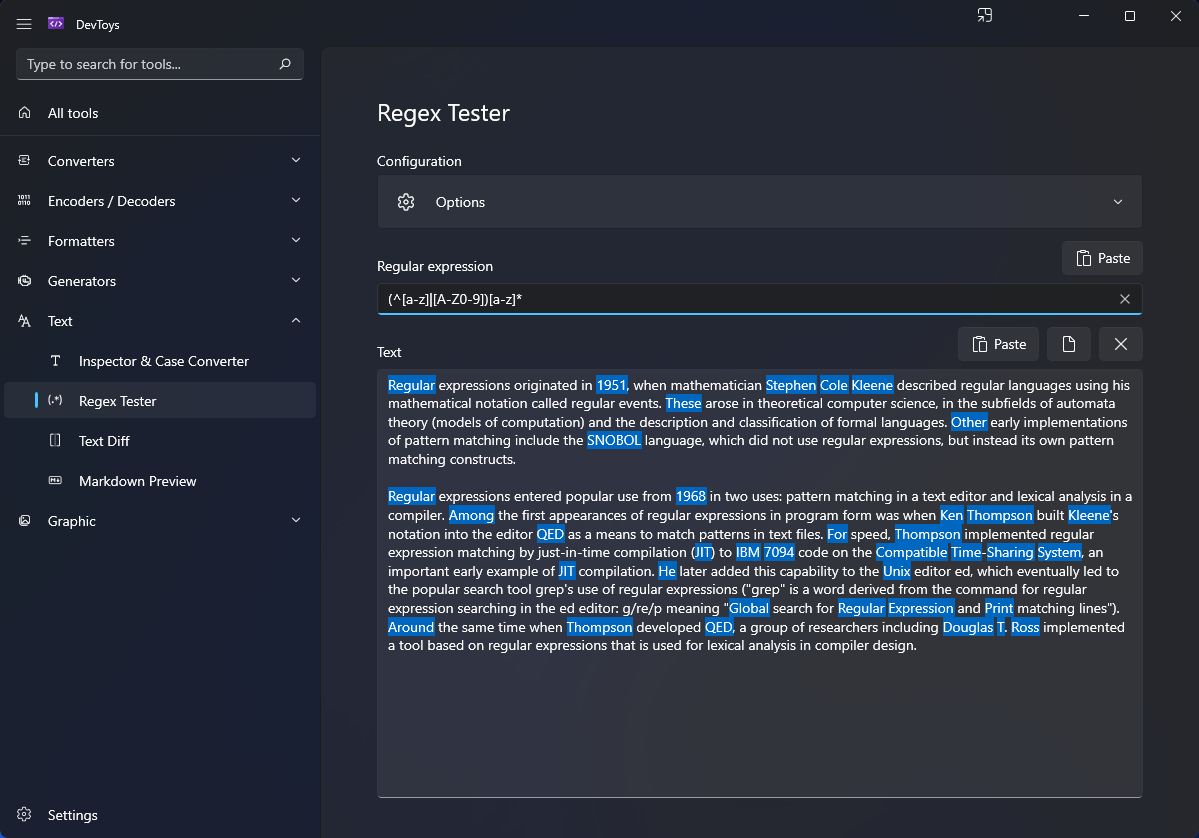 DevToys
Type to search for tools...
All tools
Converters
Encoders / Decoders
Formatters
Generators
Text
Inspector & Case Converter
Regex Tester
Text Diff
Markdown Preview
Graphic
Settings
Regex Tester
Configuration
Options
Regular expression
Paste
(^[a-z]|[A-Z0-9])[a-z]*
Text
Paste
Regular expressions originated in 1951, when mathematician Stephen Cole Kleene described regular languages using his
mathematical notation called regular events. These arose in theoretical computer science, in the subfields of automata
theory (models of computation) and the description and classification of formal languages. Other early implementations
of pattern matching include the SNOBOL language, which did not use regular expressions, but instead its own pattern
matching constructs.
Regular expressions entered popular use from 1968 in two uses: pattern matching in a text editor and lexical analysis in a
compiler. Among the first appearances of regular expressions in program form was when Ken Thompson built Kleene's
notation into the editor QED as a means to match patterns in text files. For speed, Thompson implemented regular
expression matching by just-in-time compilation (JIT) to IBM 7094 code on the Compatible Time-Sharing System, an
important early example of JIT compilation. He later added this capability to the Unix editor ed, which eventually led to
the popular search tool grep's use of regular expressions ("grep" is a word derived from the command for regular
expression searching in the ed editor: g/re/p meaning "Global search for Regular Expression and Print matching lines").
Around the same time when Thompson developed QED, a group of researchers including Douglas T. Ross implemented
a tool based on regular expressions that is used for lexical analysis in compiler design.